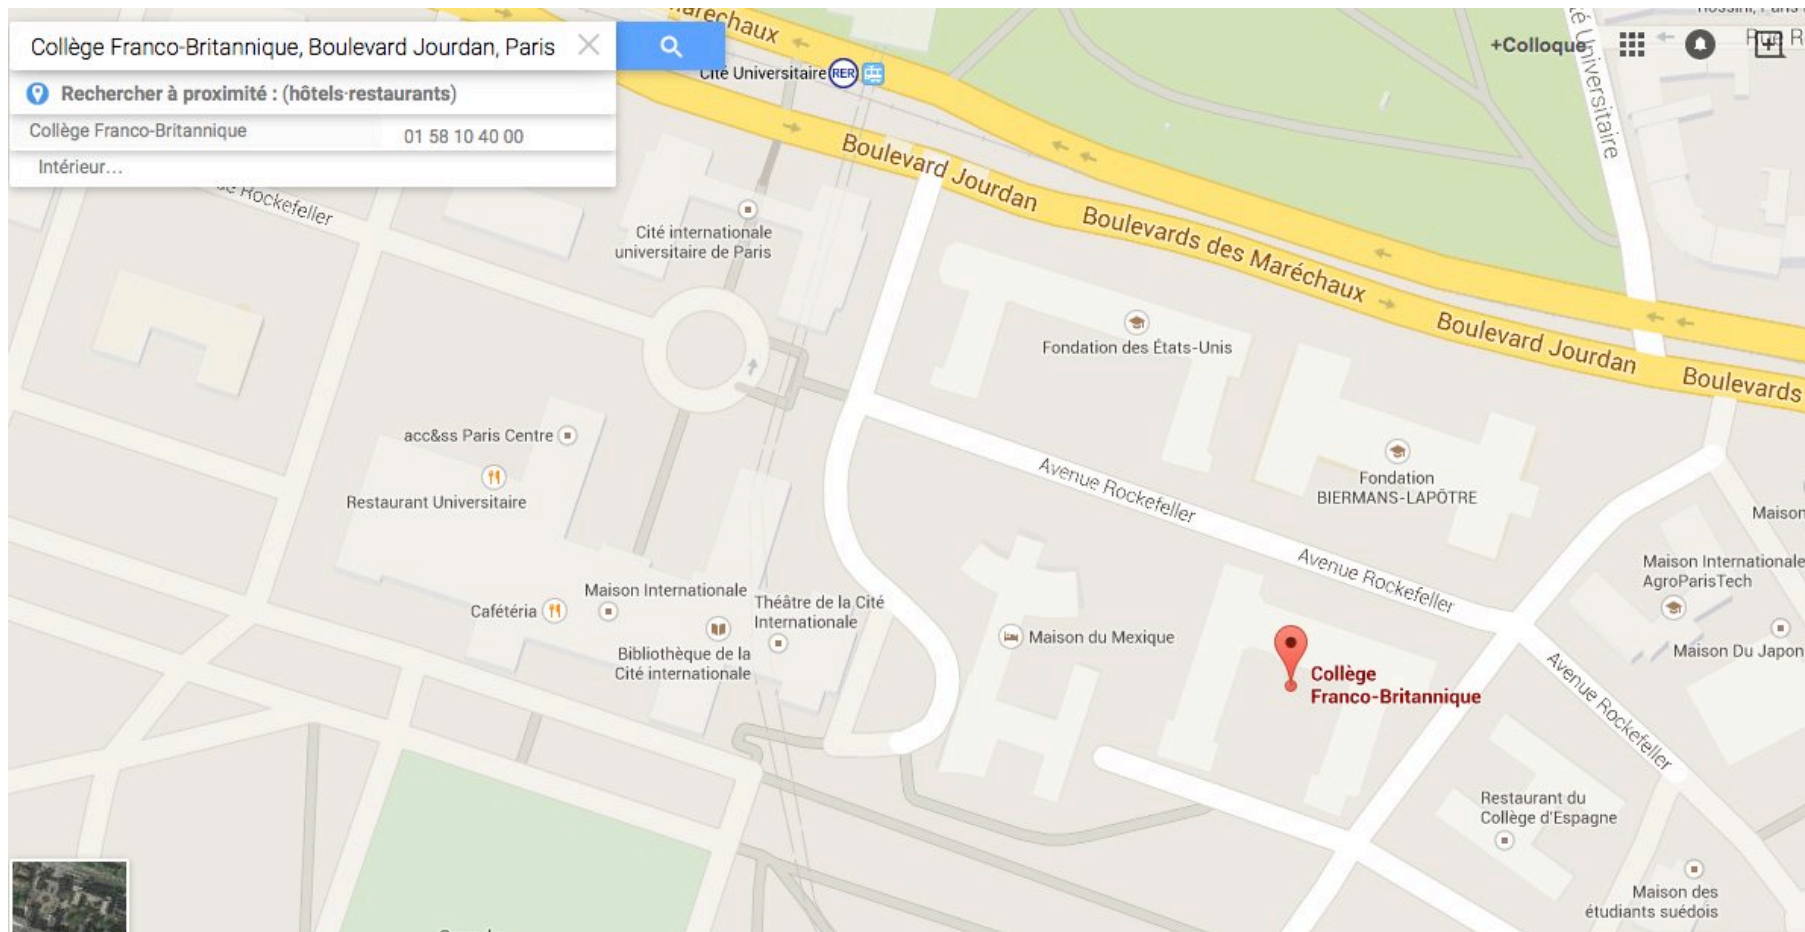 Collège Franco-Britannique, Boulevard Jourdan, Paris
Rechercher à proximité : (hôtels·restaurants)
Collège Franco-Britannique
01 58 10 40 00
Intérieur...
+Colloque
Cité Universitaire
RER
é Universitaire
Boulevard Jourdan
Boulevards des Maréchaux
Boulevard Jourdan
Boulevards
Rockefeller
Cité internationale
universitaire de Paris
Fondation des États-Unis
acc&ss Paris Centre
Restaurant Universitaire
Avenue Rockefeller
Fondation
BIERMANS-LAPÔTRE
Maison
Maison Internationale
AgroParisTech
Avenue Rockefeller
Maison Internationale
Cafétéria
Théâtre de la Cité
Internationale
Bibliothèque de la
Cité internationale
Maison du Mexique
Collège
Franco-Britannique
Maison Du Japon
Avenue Rockefeller
Restaurant du
Collège d'Espagne
Maison des
étudiants suédois